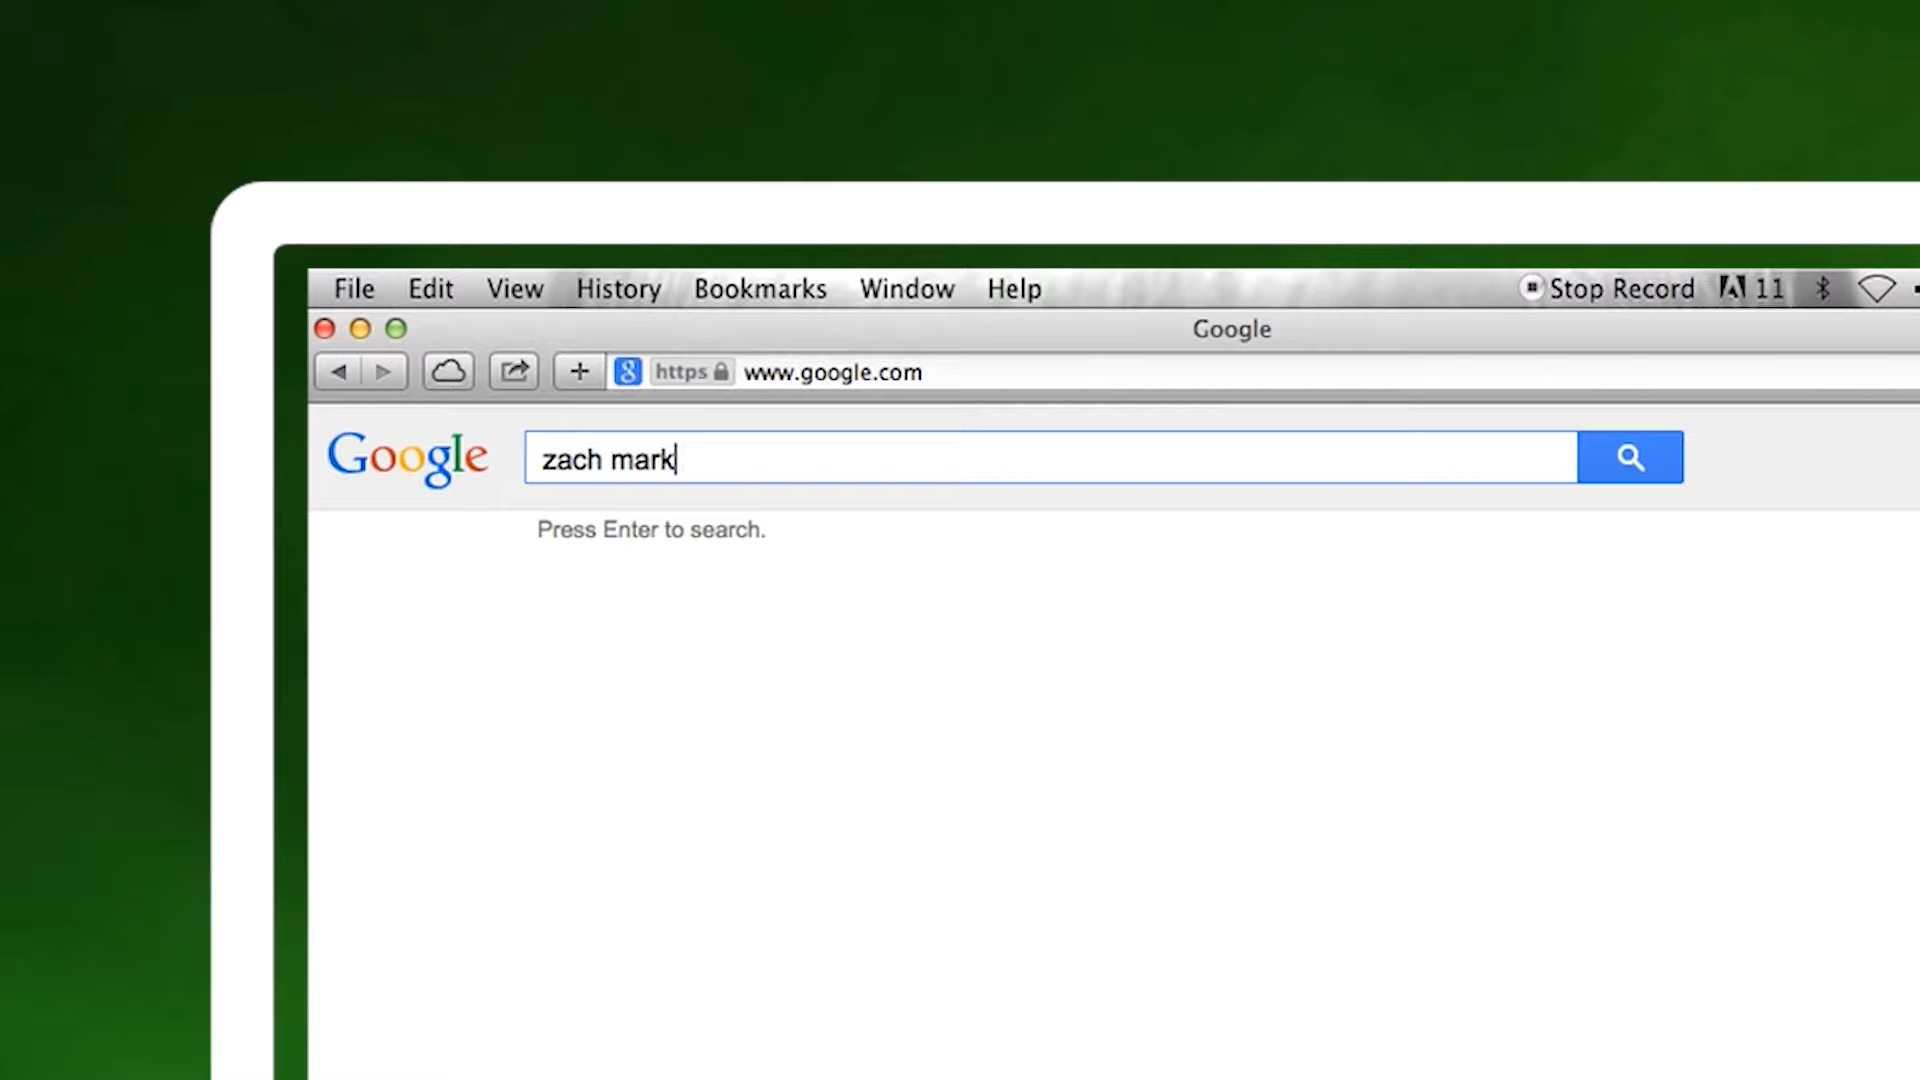 File Edit View History Bookmarks Window Help Stop Record 11
Google
https www.google.com
Google zach mark
Press Enter to search.